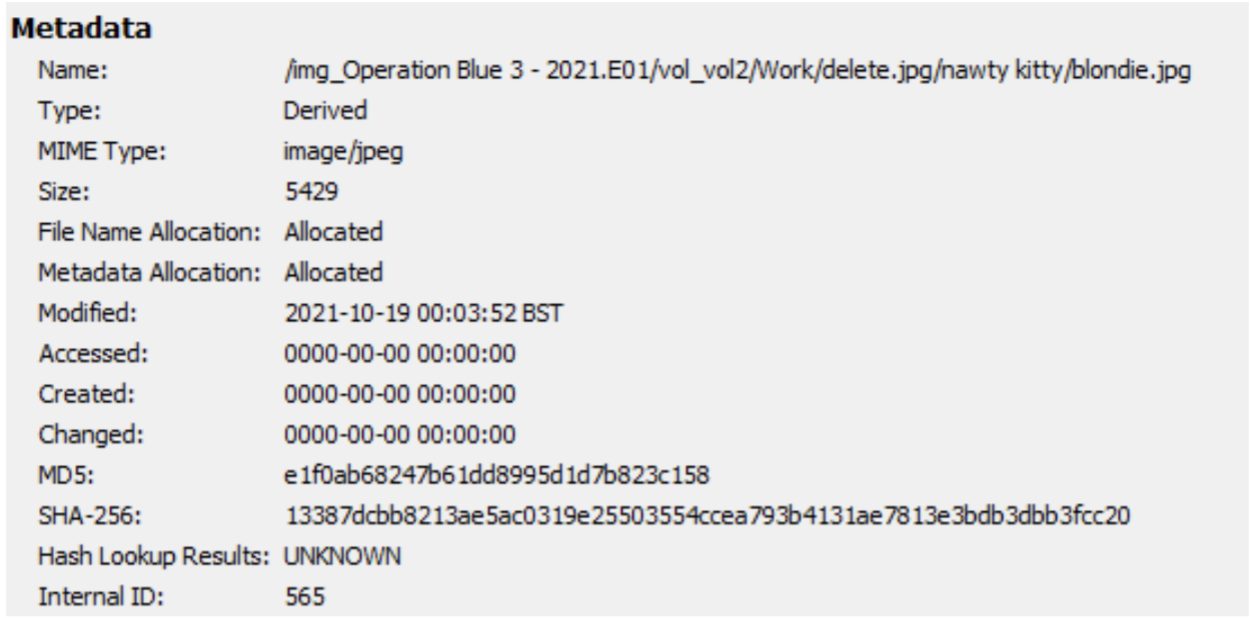 Metadata
Name: /img_Operation Blue 3 - 2021.E01/vol_vol2/Work/delete.jpg/nawty kitty/blondie.jpg
Type: Derived
MIME Type: image/jpeg
Size: 5429
File Name Allocation: Allocated
Metadata Allocation: Allocated
Modified: 2021-10-19 00:03:52 BST
Accessed: 0000-00-00 00:00:00
Created: 0000-00-00 00:00:00
Changed: 0000-00-00 00:00:00
MD5: e1f0ab68247b61dd8995d1d7b823c158
SHA-256: 13387dcbb8213ae5ac0319e25503554ccea793b4131ae7813e3bdb3dbb3fcc20
Hash Lookup Results: UNKNOWN
Internal ID: 565